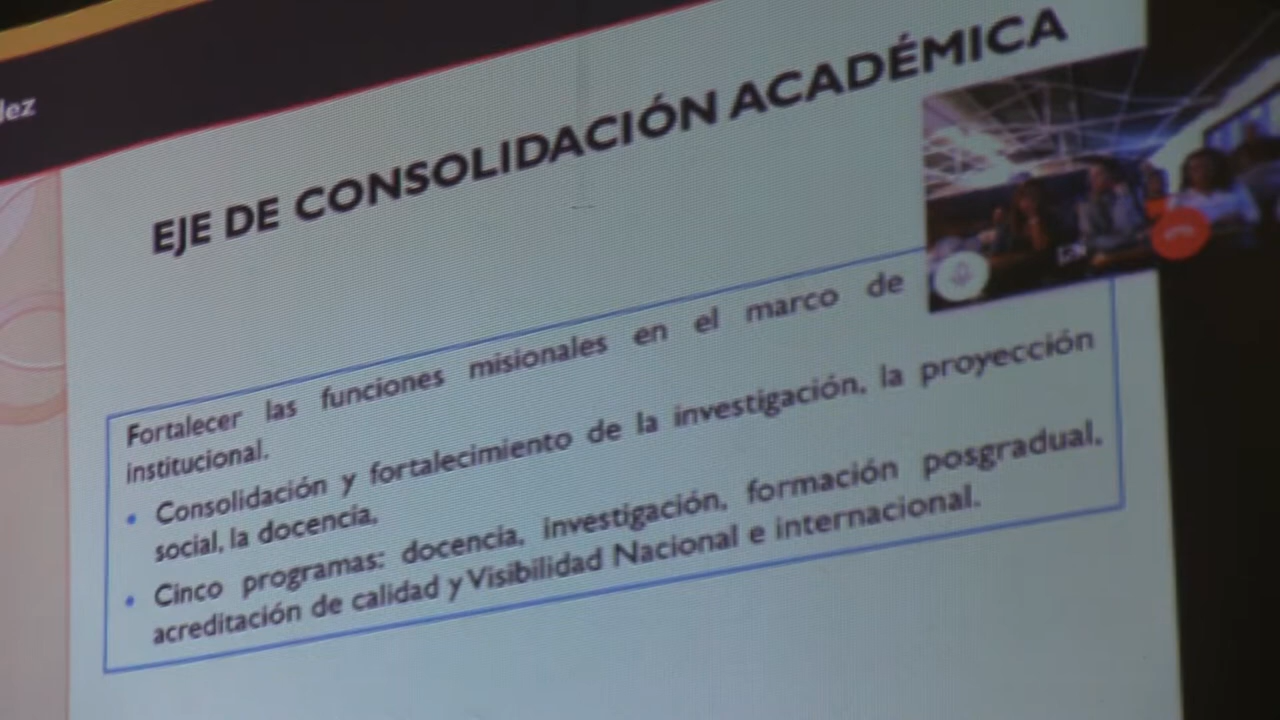 lez
EJE DE CONSOLIDACIÓN ACADÉMICA
Fortalecer las funciones misionales en el marco de
institucional.
• Consolidación y fortalecimiento de la investigación, la proyección
social, la docencia,
• Cinco programas: docencia, investigación, formación posgradual,
acreditación de calidad y Visibilidad Nacional e internacional.